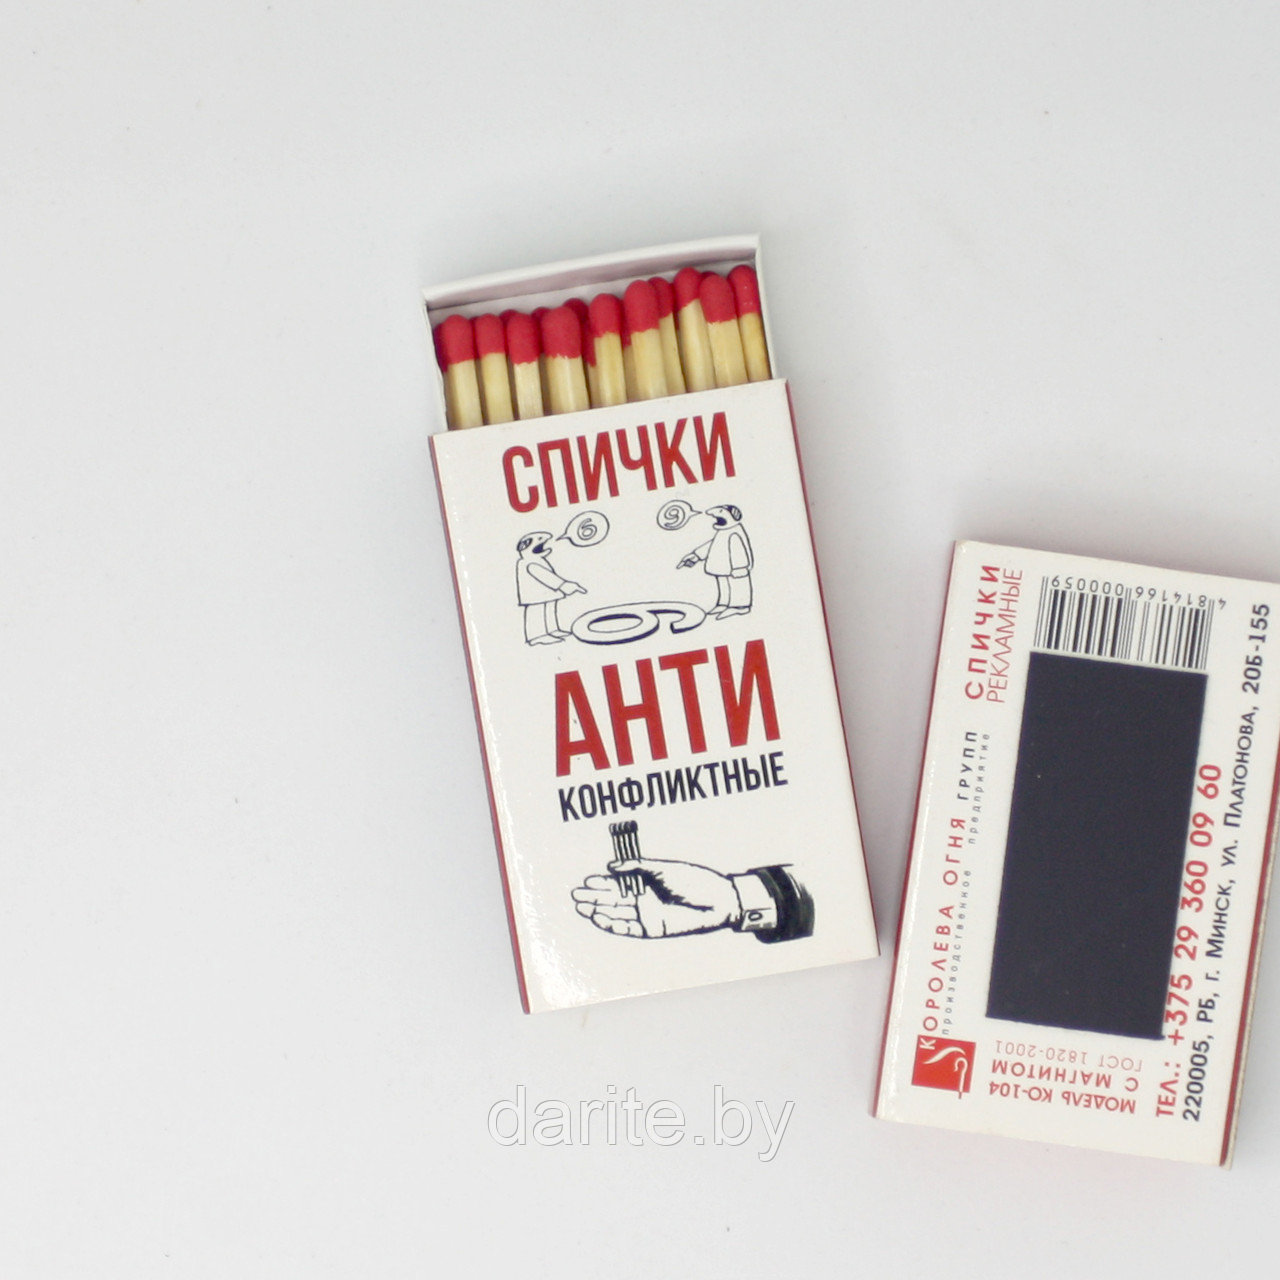 СПИЧКИ
6
9
АНТИ
КОНФЛИКТНЫЕ
СПИЧКИ
РЕКЛАМНЫЕ
4 814166 000059
КОРОЛЕВА ОГНЯ ГРУПП
производственное предприятие
МОДЕЛЬ КО-104
С МАГНИТОМ
ГОСТ 1820-2001
ТЕЛ.: +375 29 360 09 60
220005, РБ, Г. МИНСК, УЛ. ПЛАТОНОВА, 20Б-155
darite.by